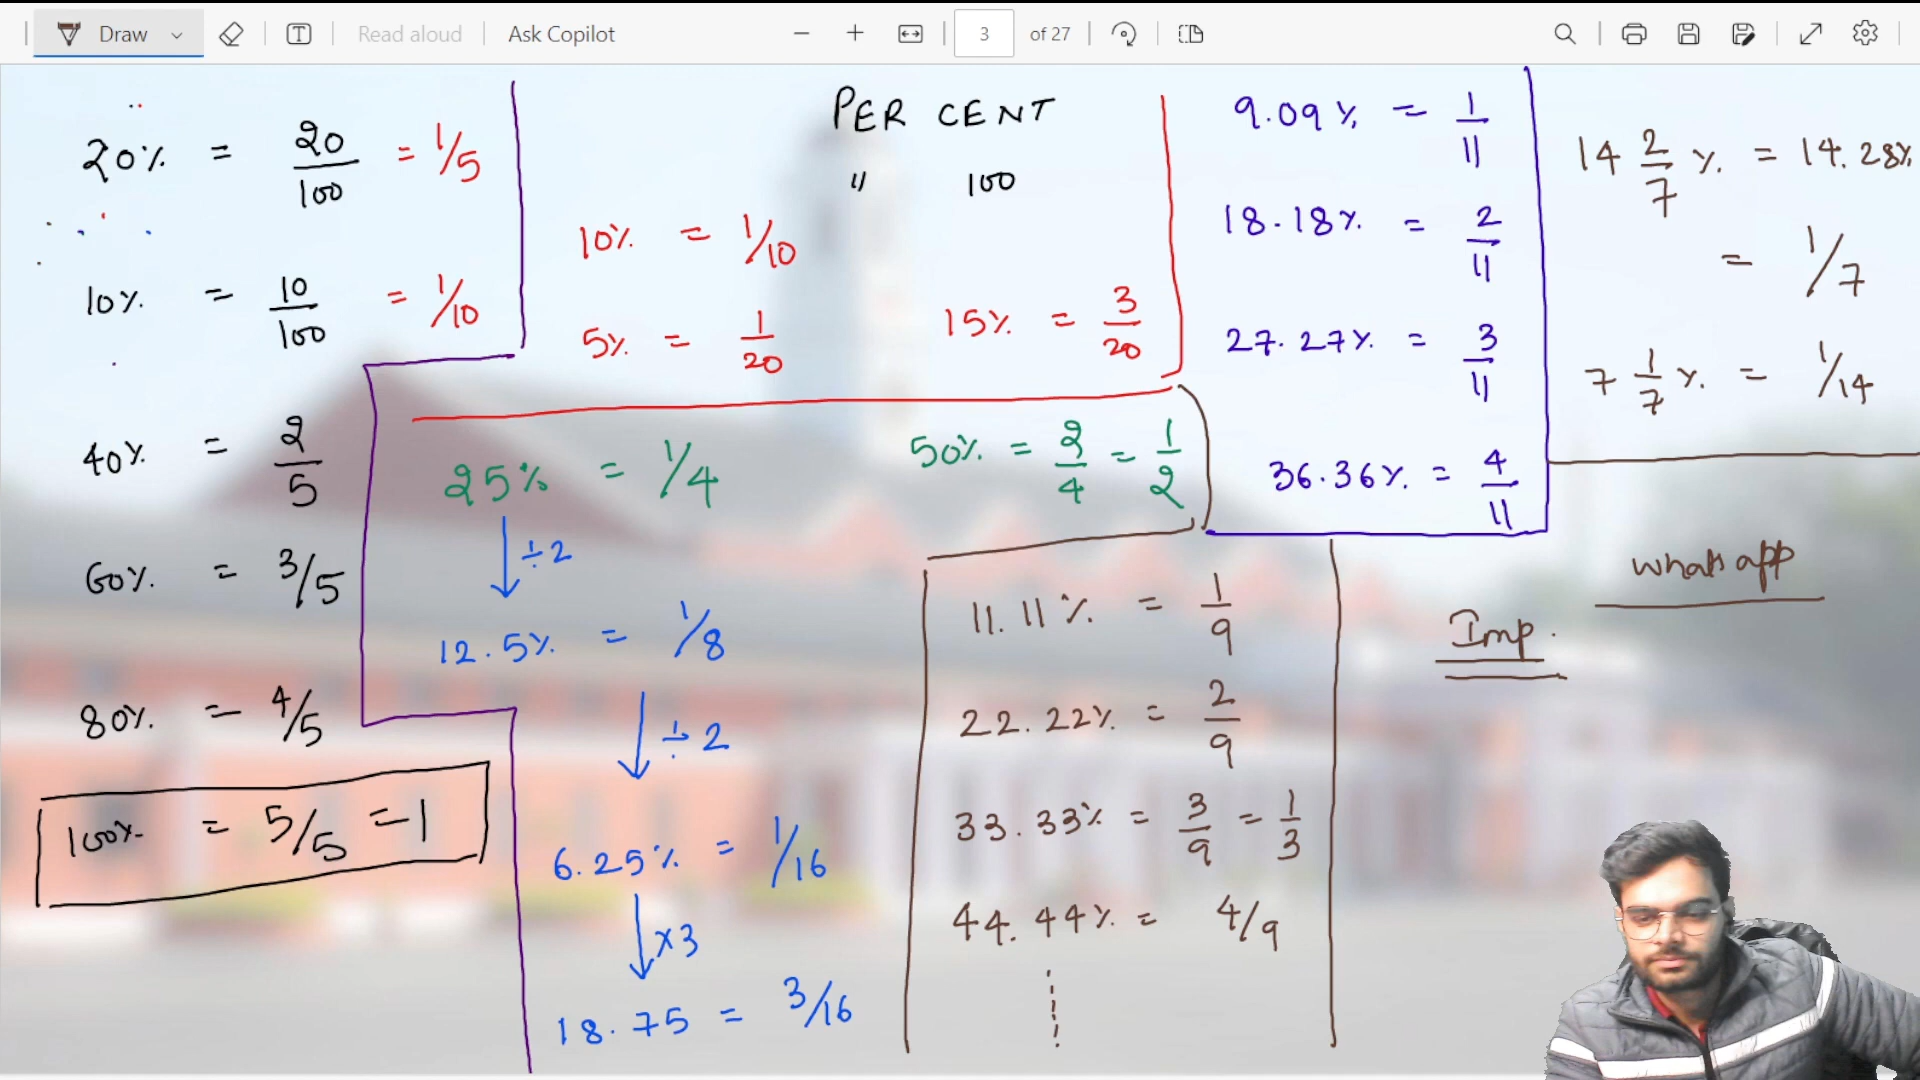 Draw
Read aloud
Ask Copilot
3 of 27
20% = 20/100 = 1/5
10% = 10/100 = 1/10
40% = 2/5
60% = 3/5
80% = 4/5
100% = 5/5 = 1
PER CENT
" 100
10% = 1/10
5% = 1/20
15% = 3/20
25% = 1/4
50% = 2/4 = 1/2
÷2
12.5% = 1/8
÷2
6.25% = 1/16
×3
18.75 = 3/16
11.11% = 1/9
22.22% = 2/9
33.33% = 3/9 = 1/3
44.44% = 4/9
9.09% = 1/11
18.18% = 2/11
27.27% = 3/11
36.36% = 4/11
14 2/7 % = 14.28%
= 1/7
7 1/7 % = 1/14
whatsapp
Imp.